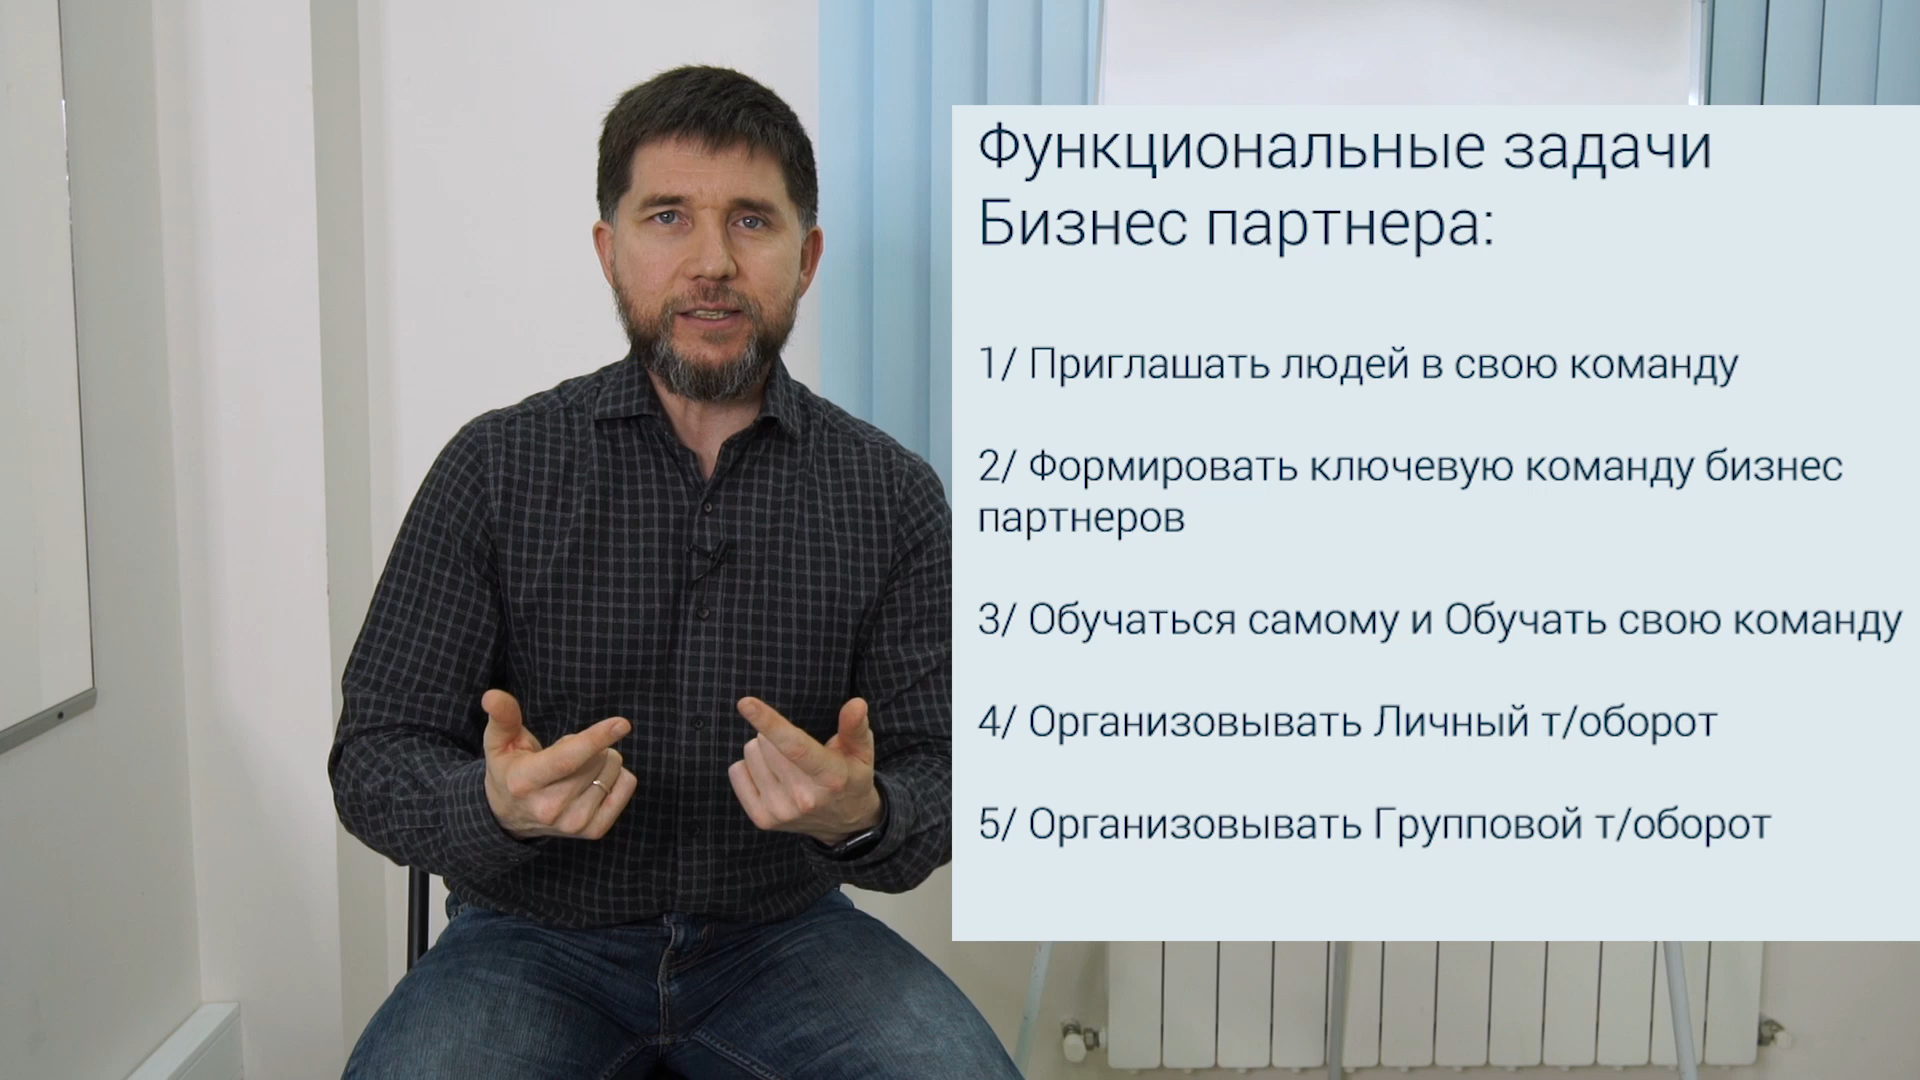 Функциональные задачи
Бизнес партнера:
1/ Приглашать людей в свою команду
2/ Формировать ключевую команду бизнес
партнеров
3/ Обучаться самому и Обучать свою команду
4/ Организовывать Личный т/оборот
5/ Организовывать Групповой т/оборот